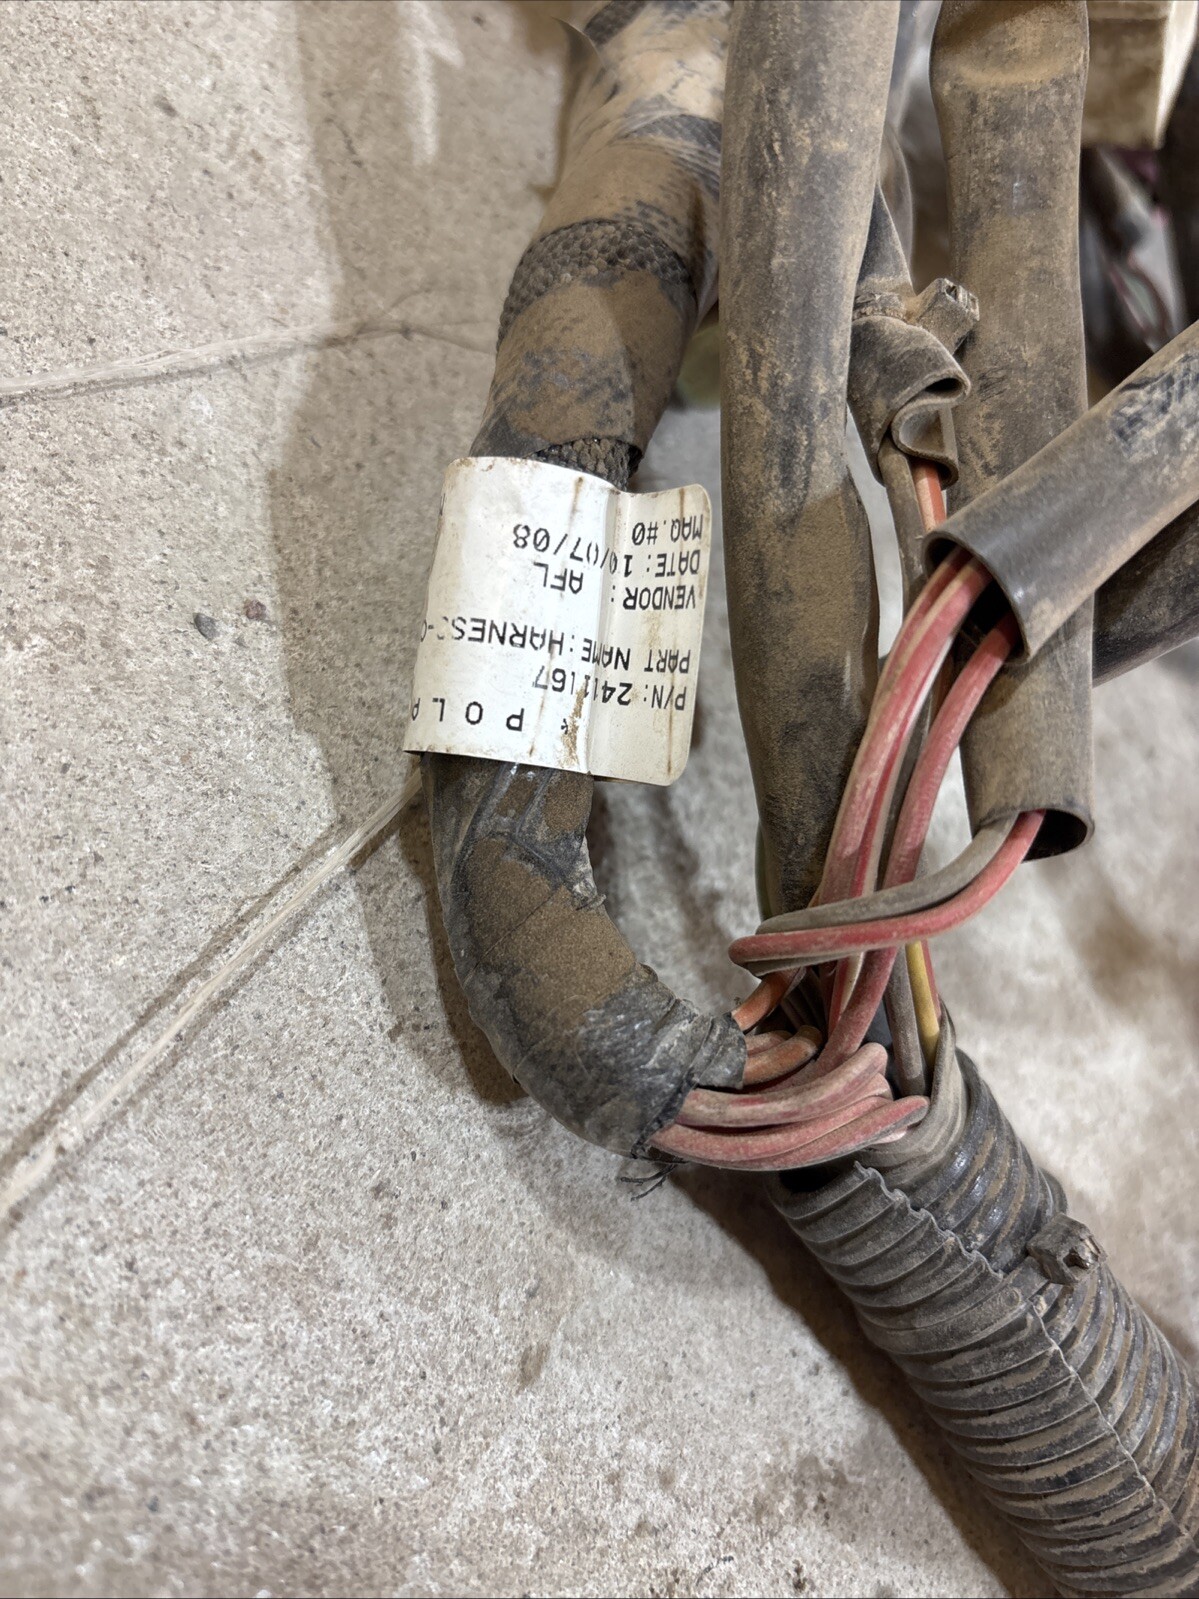 * P O L A
P/N: 2411167
PART NAME:HARNESS-C
VENDOR: AFL
DATE: 10/07/08
MAQ.#0